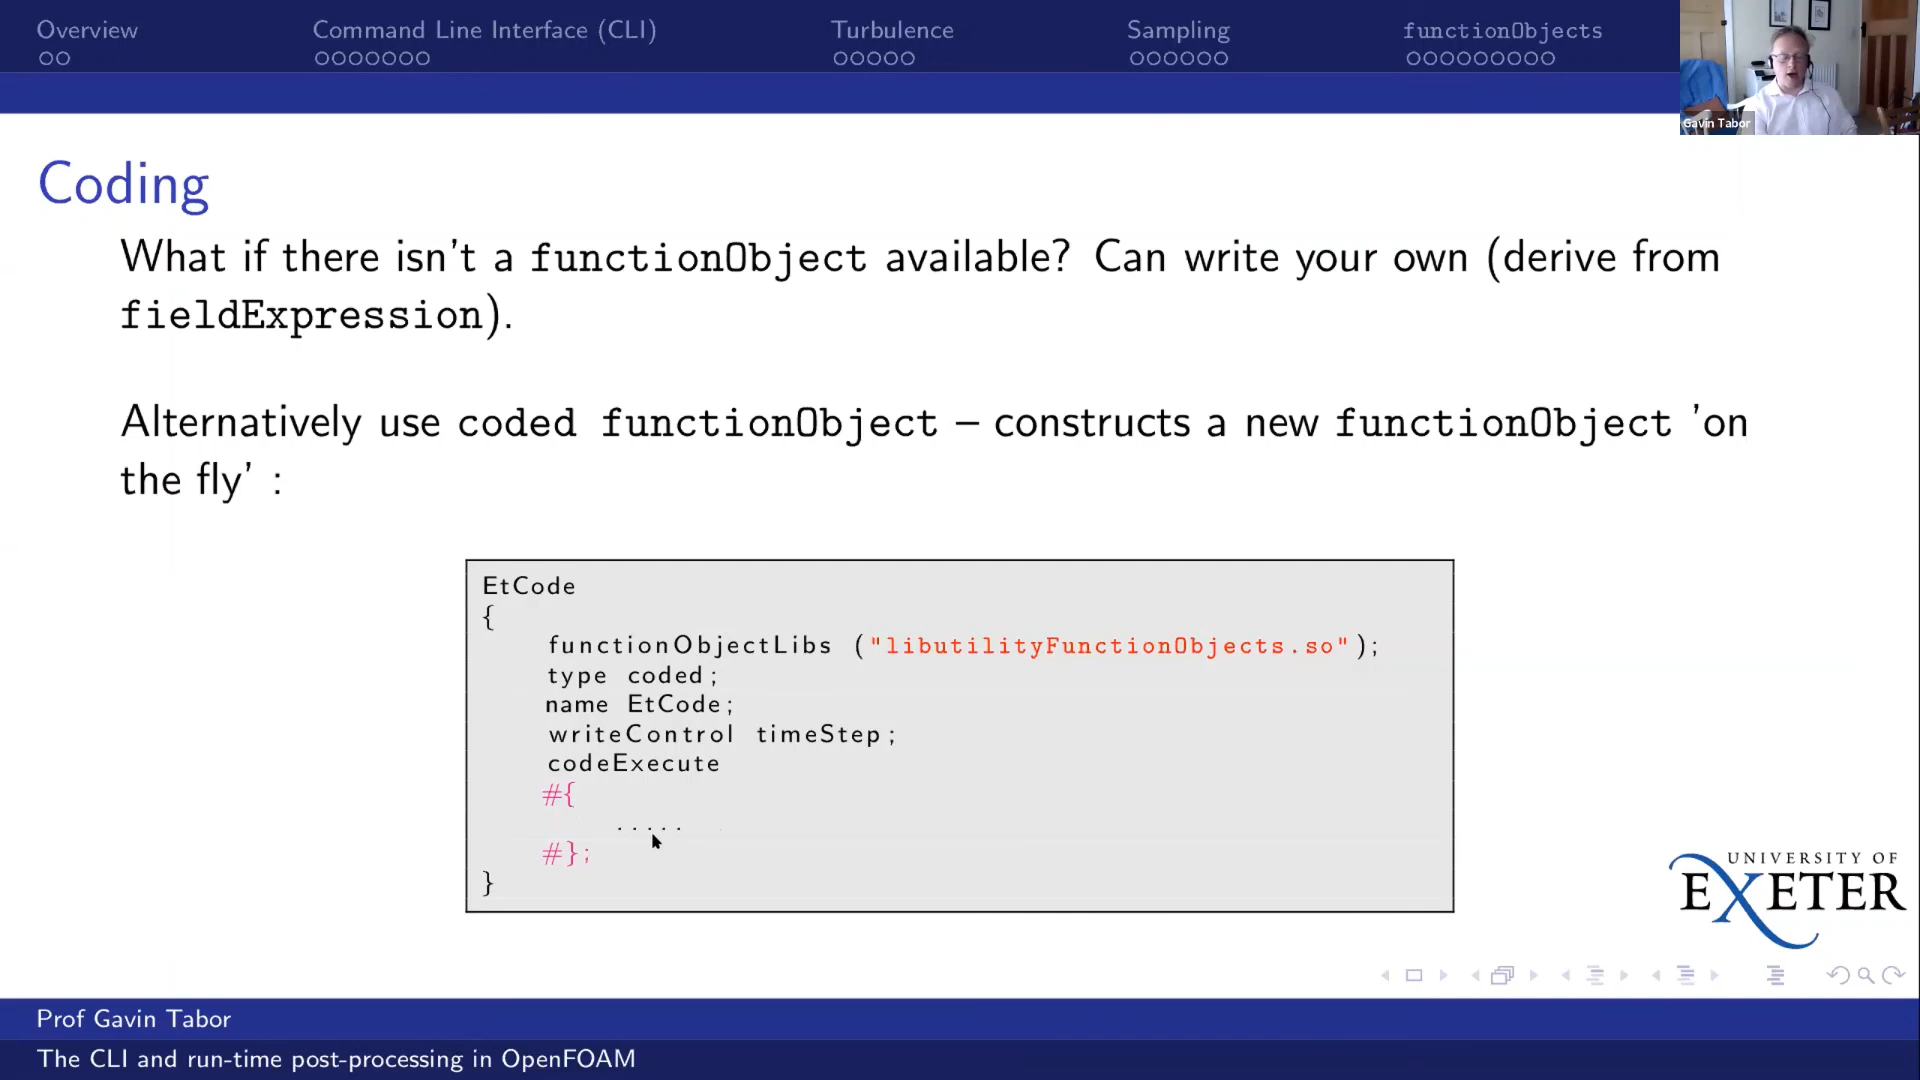 Overview
Command Line Interface (CLI)
Turbulence
Sampling
functionObjects
Gavin Tabor
Coding
What if there isn't a functionObject available? Can write your own (derive from
fieldExpression).
Alternatively use coded functionObject – constructs a new functionObject 'on
the fly' :
EtCode
{
functionObjectLibs ("libutilityFunctionObjects.so");
type coded;
name EtCode;
writeControl timeStep;
codeExecute
#{
.....
#};
}
UNIVERSITY OF
EXETER
Prof Gavin Tabor
The CLI and run-time post-processing in OpenFOAM